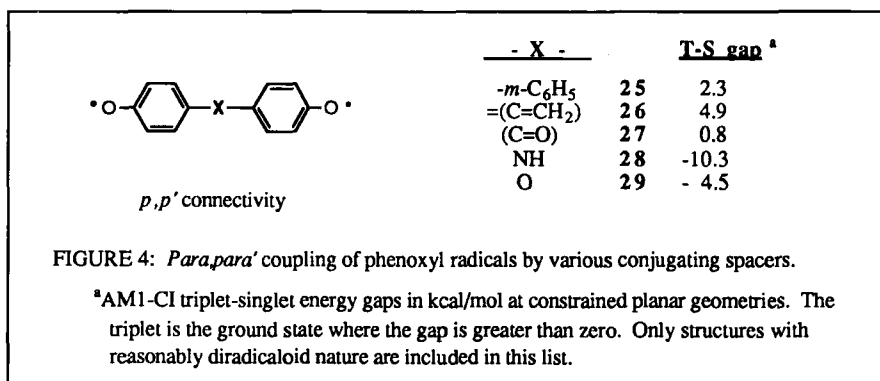 - X -    T-S gap a
-m-C6H5    25    2.3
=(C=CH2)    26    4.9
(C=O)    27    0.8
NH    28    -10.3
O    29    - 4.5
• O X O •
p,p' connectivity
FIGURE 4: Para,para' coupling of phenoxyl radicals by various conjugating spacers.
aAM1-CI triplet-singlet energy gaps in kcal/mol at constrained planar geometries. The
triplet is the ground state where the gap is greater than zero. Only structures with
reasonably diradicaloid nature are included in this list.